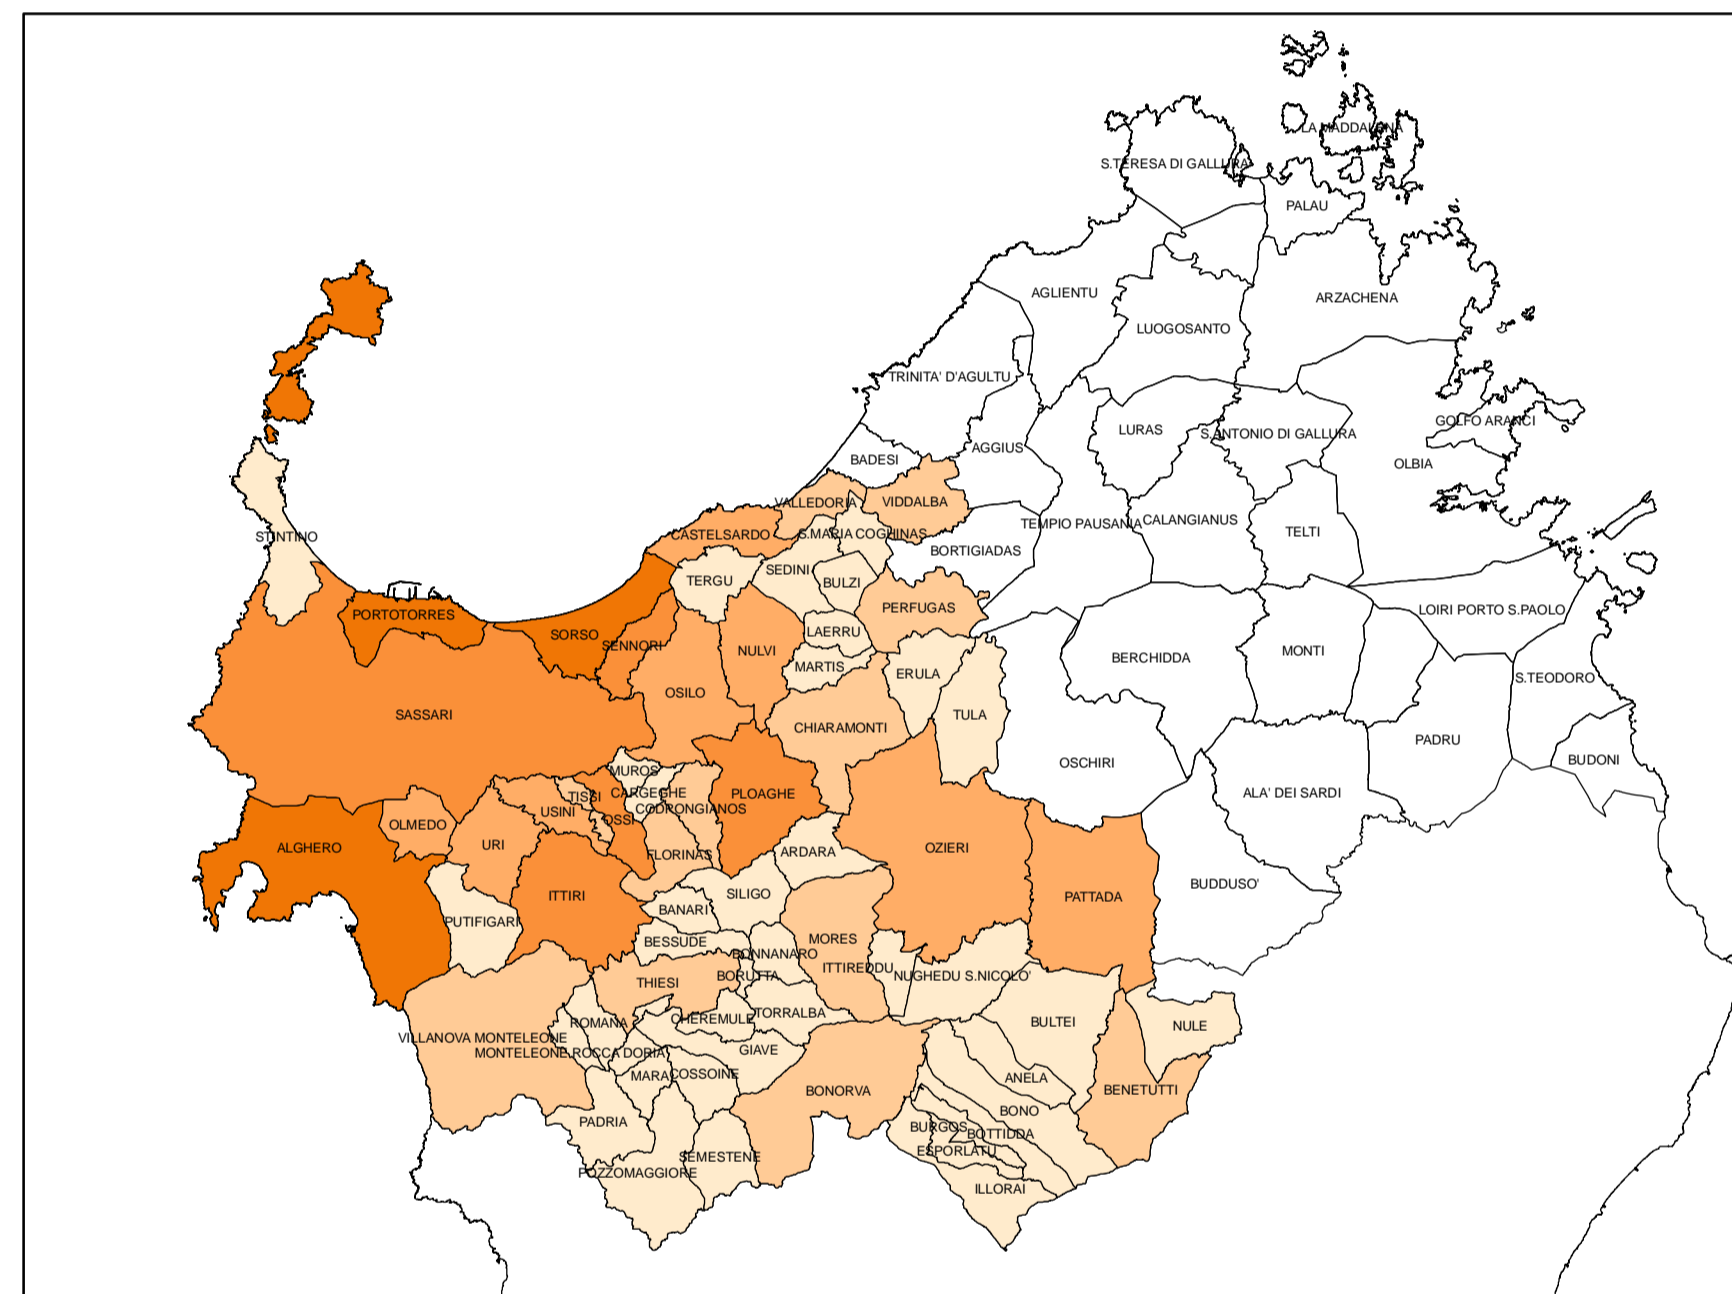 LA MADDALENA
S.TERESA DI GALLURA
PALAU
AGLIENTU
ARZACHENA
LUOGOSANTO
TRINITA' D'AGULTU
GOLFO ARANCI
LURAS
S.ANTONIO DI GALLURA
AGGIUS
BADESI
OLBIA
VALLEDORIA
VIDDALBA
TEMPIO PAUSANIA
CALANGIANUS
TELTI
STINTINO
CASTELSARDO
S.MARIA COGHINAS
BORTIGIADAS
SEDINI
TERGU
BULZI
PERFUGAS
LOIRI PORTO S.PAOLO
PORTOTORRES
SORSO
LAERRU
SENNORI
NULVI
MONTI
BERCHIDDA
MARTIS
ERULA
S.TEODORO
OSILO
SASSARI
TULA
CHIARAMONTI
PADRU
BUDONI
OSCHIRI
MUROS
CARGEGHE
PLOAGHE
ALA' DEI SARDI
TISSI
CODRONGIANOS
USINI
OSSI
OLMEDO
URI
ALGHERO
OZIERI
ARDARA
FLORINAS
BUDDUSO'
SILIGO
ITTIRI
PATTADA
BANARI
PUTIFIGARI
MORES
BESSUDE
BONNANARO
ITTIREDDU
NUGHEDU S.NICOLO'
BORUTTA
THIESI
TORRALBA
CHEREMULE
ROMANA
BULTEI
NULE
VILLANOVA MONTELEONE
GIAVE
MONTELEONE ROCCA DORIA
MARA
COSSOINE
ANELA
BONORVA
BENETUTTI
BONO
PADRIA
BURGOS
BOTTIDDA
ESPORLATU
SEMESTENE
POZZOMAGGIORE
ILLORAI